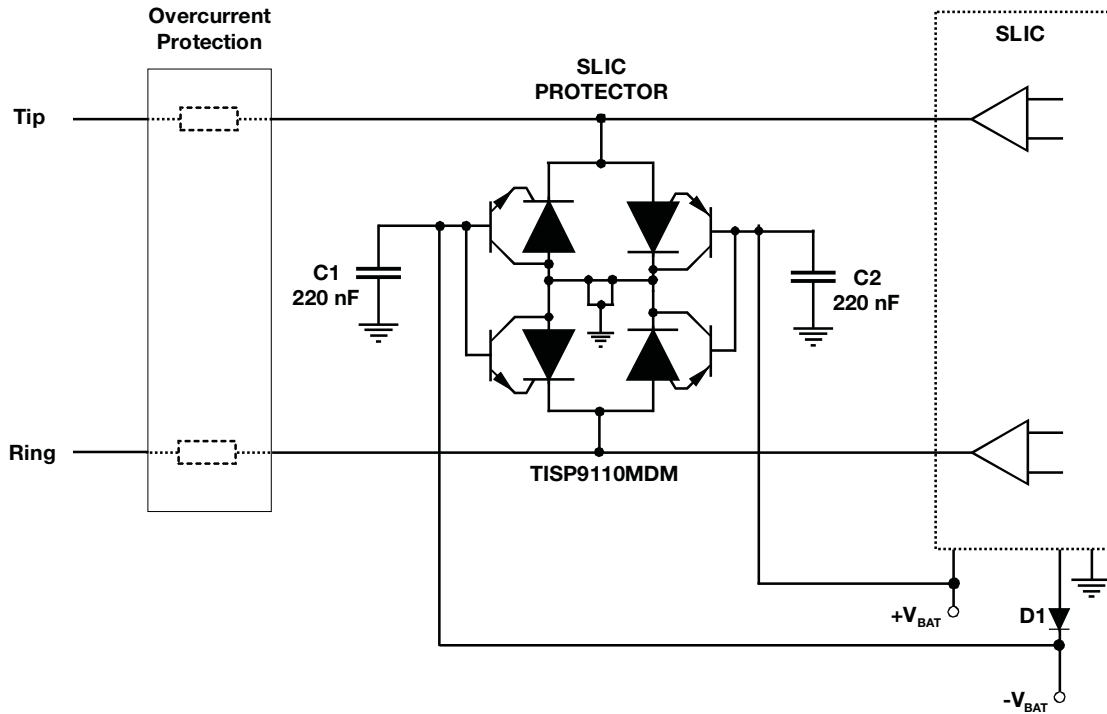 Overcurrent
Protection
SLIC
SLIC
PROTECTOR
Tip
C1
220 nF
C2
220 nF
Ring
TISP9110MDM
+VBAT
D1
-VBAT